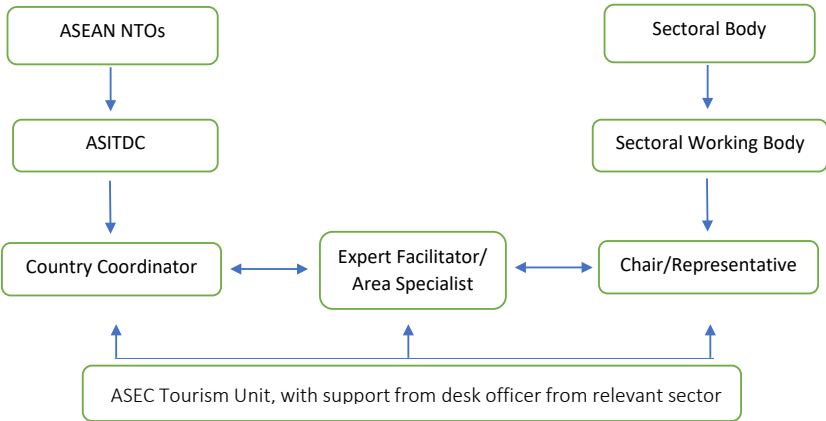 ASEAN NTOs
Sectoral Body
ASITDC
Sectoral Working Body
Country Coordinator
Expert Facilitator/
Area Specialist
Chair/Representative
ASEC Tourism Unit, with support from desk officer from relevant sector